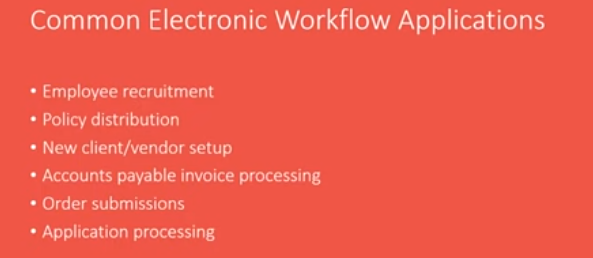 Common Electronic Workflow Applications
• Employee recruitment
• Policy distribution
• New client/vendor setup
• Accounts payable invoice processing
• Order submissions
• Application processing